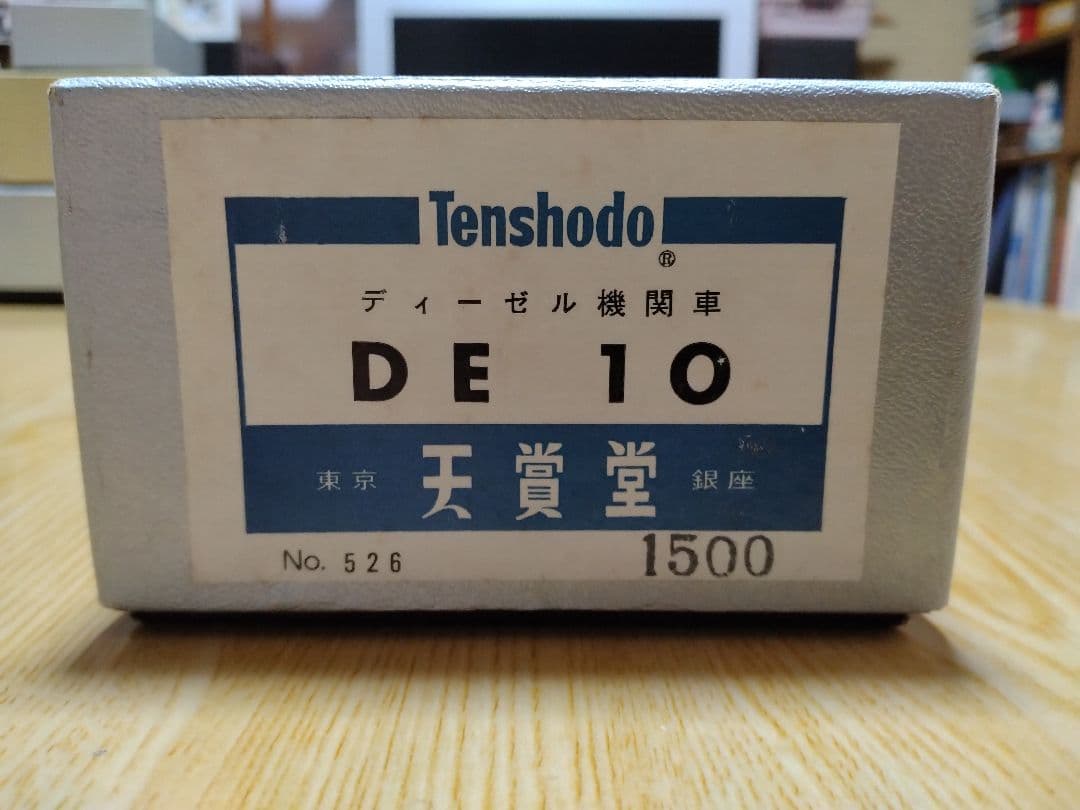 Tenshodo®
ディーゼル機関車
DE 10
東京 天賞堂 銀座
No. 526 1500